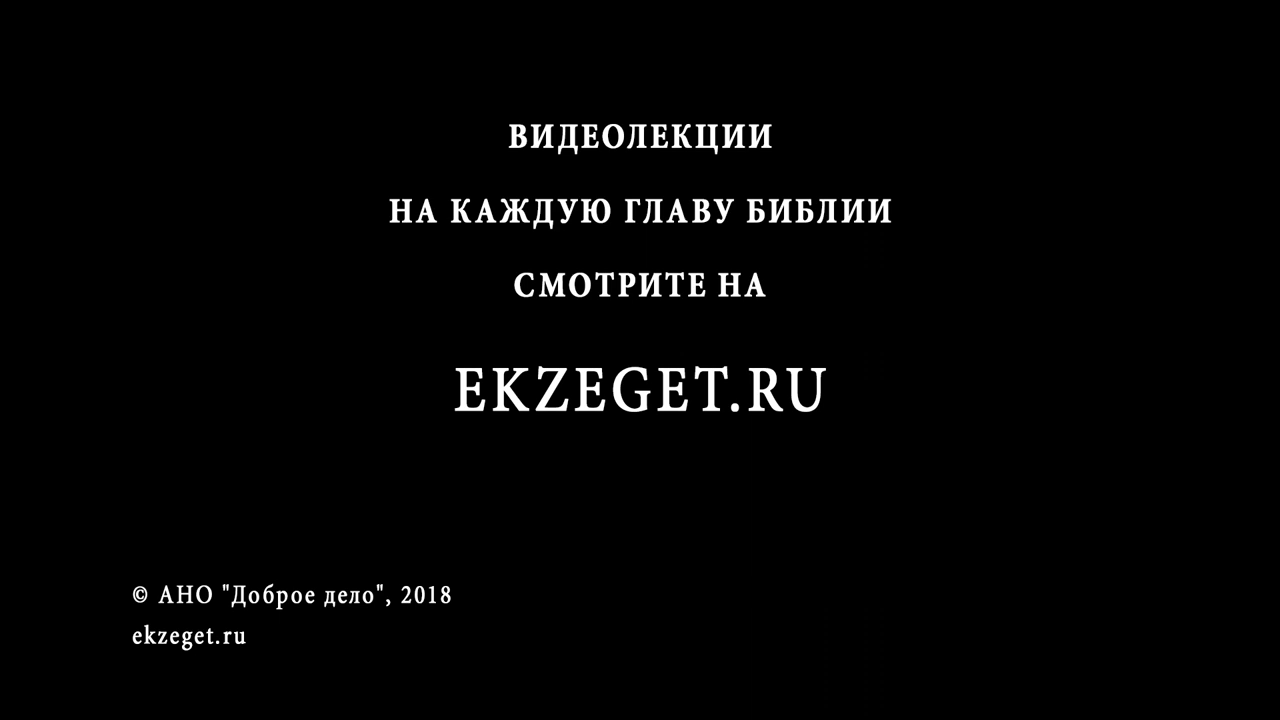 ВИДЕОЛЕКЦИИ
НА КАЖДУЮ ГЛАВУ БИБЛИИ
СМОТРИТЕ НА
EKZEGET.RU
© АНО "Доброе дело", 2018
ekzeget.ru